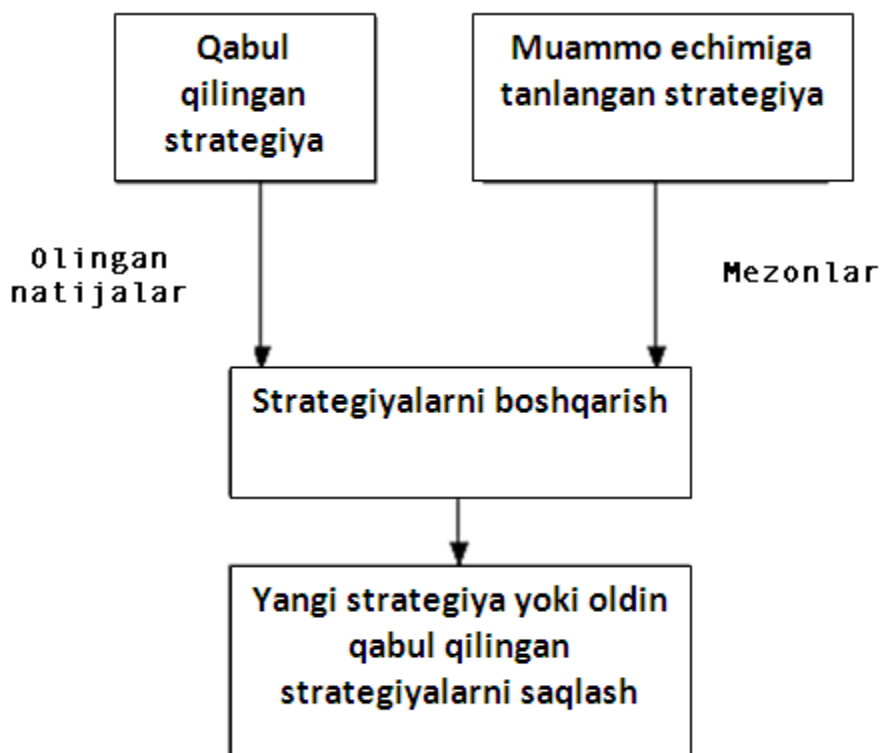 Qabul
qilingan
strategiya
Muammo echimiga
tanlangan strategiya
Olingan
natijalar
Mezonlar
Strategiyalarni boshqarish
Yangi strategiya yoki oldin
qabul qilingan
strategiyalarni saqlash